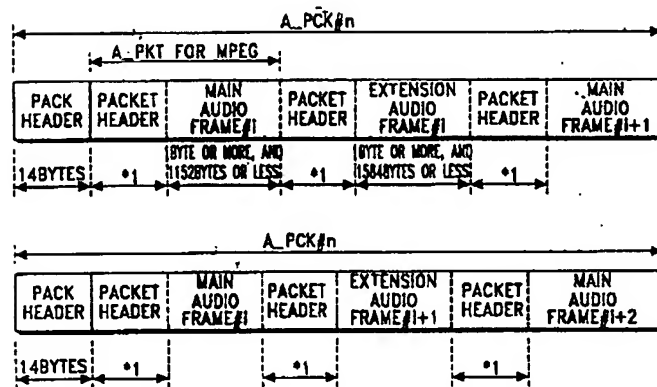 A_PCK#n
A_PKT FOR MPEG
PACK HEADER
PACKET HEADER
MAIN AUDIO FRAME#i
PACKET HEADER
EXTENSION AUDIO FRAME#i
PACKET HEADER
MAIN AUDIO FRAME#i+1
14BYTES
*1
1BYTE OR MORE, AND 1152BYTES OR LESS
*1
1BYTE OR MORE, AND 1584BYTES OR LESS
*1
A_PCK#n
PACK HEADER
PACKET HEADER
MAIN AUDIO FRAME#i
PACKET HEADER
EXTENSION AUDIO FRAME#i+1
PACKET HEADER
MAIN AUDIO FRAME#i+2
14BYTES
*1
*1
*1